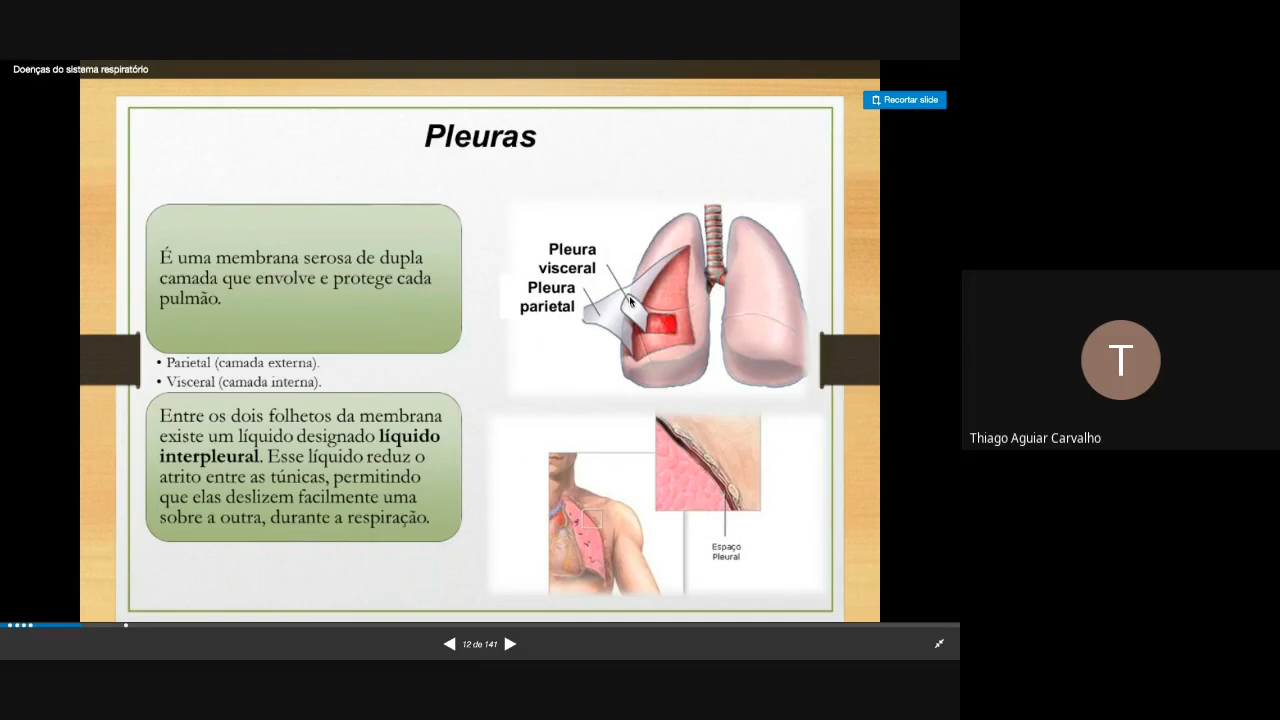 Doenças do sistema respiratório
Recortar slide
Pleuras
É uma membrana serosa de dupla
camada que envolve e protege cada
pulmão.
• Parietal (camada externa).
• Visceral (camada interna).
Entre os dois folhetos da membrana
existe um líquido designado líquido
interpleural. Esse líquido reduz o
atrito entre as túnicas, permitindo
que elas deslizem facilmente uma
sobre a outra, durante a respiração.
Pleura
visceral
Pleura
parietal
Espaço
Pleural
12 de 141
T
Thiago Aguiar Carvalho